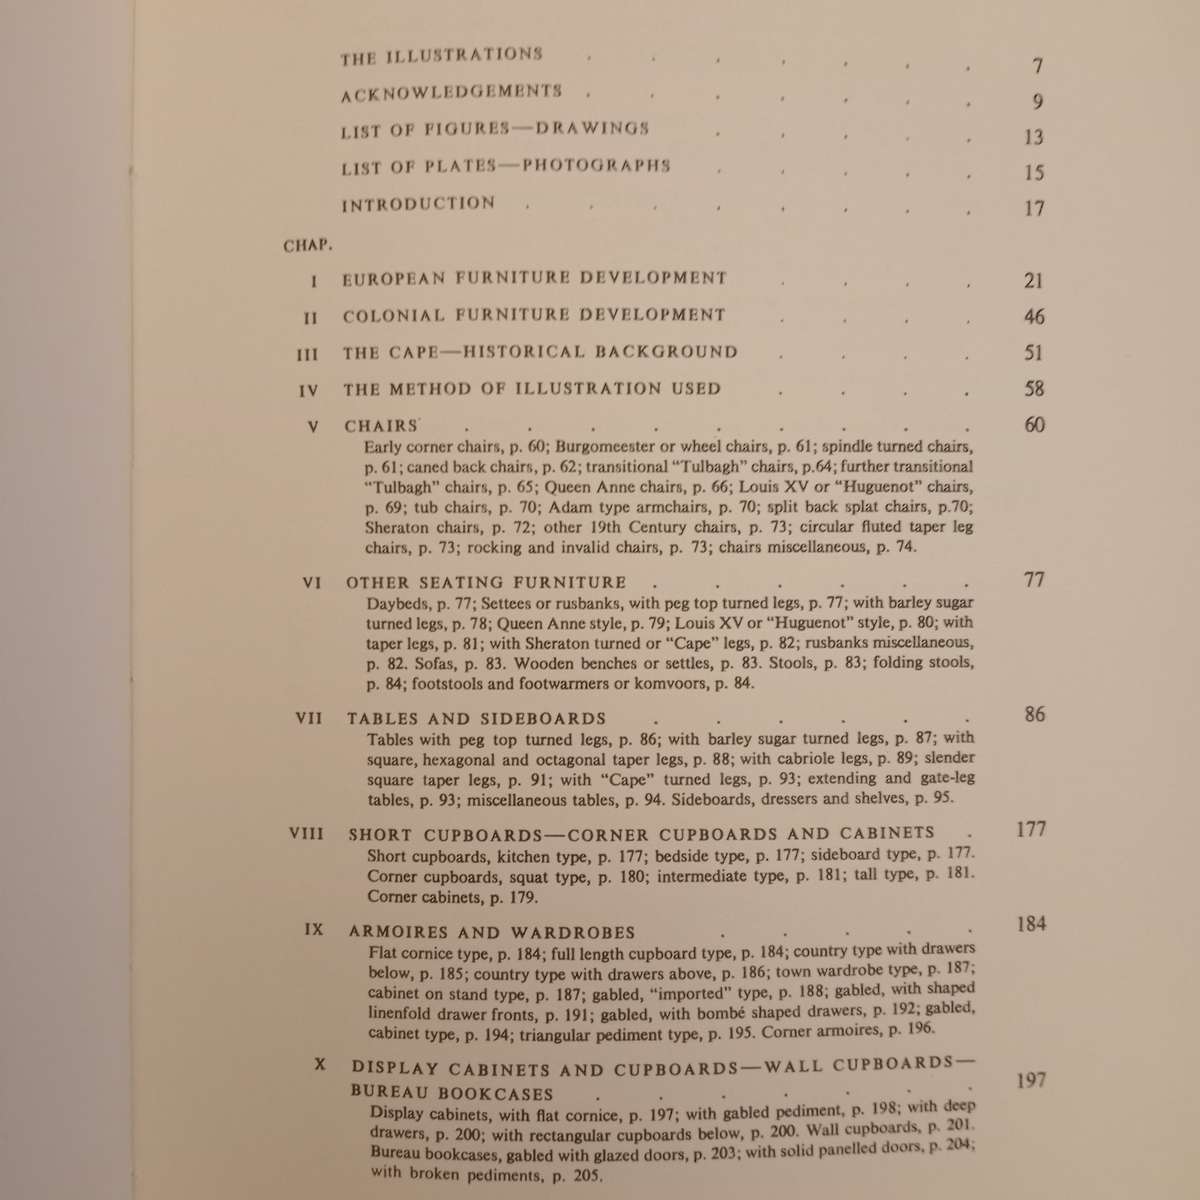 THE ILLUSTRATIONS . . . . . . . 7
ACKNOWLEDGEMENTS . . . . . . . 9
LIST OF FIGURES—DRAWINGS . . . . . 13
LIST OF PLATES—PHOTOGRAPHS . . . . . 15
INTRODUCTION . . . . . . . . 17
CHAP.
I EUROPEAN FURNITURE DEVELOPMENT . . . . 21
II COLONIAL FURNITURE DEVELOPMENT . . . . 46
III THE CAPE—HISTORICAL BACKGROUND . . . . 51
IV THE METHOD OF ILLUSTRATION USED . . . . 58
V CHAIRS . . . . . . . . . 60
Early corner chairs, p. 60; Burgomeester or wheel chairs, p. 61; spindle turned chairs,
p. 61; caned back chairs, p. 62; transitional “Tulbagh” chairs, p.64; further transitional
“Tulbagh” chairs, p. 65; Queen Anne chairs, p. 66; Louis XV or “Huguenot” chairs,
p. 69; tub chairs, p. 70; Adam type armchairs, p. 70; split back splat chairs, p.70;
Sheraton chairs, p. 72; other 19th Century chairs, p. 73; circular fluted taper leg
chairs, p. 73; rocking and invalid chairs, p. 73; chairs miscellaneous, p. 74.
VI OTHER SEATING FURNITURE . . . . . . 77
Daybeds, p. 77; Settees or rusbanks, with peg top turned legs, p. 77; with barley sugar
turned legs, p. 78; Queen Anne style, p. 79; Louis XV or “Huguenot” style, p. 80; with
taper legs, p. 81; with Sheraton turned or “Cape” legs, p. 82; rusbanks miscellaneous,
p. 82. Sofas, p. 83. Wooden benches or settles, p. 83. Stools, p. 83; folding stools,
p. 84; footstools and footwarmers or komvoors, p. 84.
VII TABLES AND SIDEBOARDS . . . . . . 86
Tables with peg top turned legs, p. 86; with barley sugar turned legs, p. 87; with
square, hexagonal and octagonal taper legs, p. 88; with cabriole legs, p. 89; slender
square taper legs, p. 91; with “Cape” turned legs, p. 93; extending and gate-leg
tables, p. 93; miscellaneous tables, p. 94. Sideboards, dressers and shelves, p. 95.
VIII SHORT CUPBOARDS—CORNER CUPBOARDS AND CABINETS . 177
Short cupboards, kitchen type, p. 177; bedside type, p. 177; sideboard type, p. 177.
Corner cupboards, squat type, p. 180; intermediate type, p. 181; tall type, p. 181.
Corner cabinets, p. 179.
IX ARMOIRES AND WARDROBES . . . . . 184
Flat cornice type, p. 184; full length cupboard type, p. 184; country type with drawers
below, p. 185; country type with drawers above, p. 186; town wardrobe type, p. 187;
cabinet on stand type, p. 187; gabled, “imported” type, p. 188; gabled, with shaped
linenfold drawer fronts, p. 191; gabled, with bombé shaped drawers, p. 192; gabled,
cabinet type, p. 194; triangular pediment type, p. 195. Corner armoires, p. 196.
X DISPLAY CABINETS AND CUPBOARDS—WALL CUPBOARDS—
BUREAU BOOKCASES . . . . . . . 197
Display cabinets, with flat cornice, p. 197; with gabled pediment, p. 198; with deep
drawers, p. 200; with rectangular cupboards below, p. 200. Wall cupboards, p. 201.
Bureau bookcases, gabled with glazed doors, p. 203; with solid panelled doors, p. 204;
with broken pediments, p. 205.